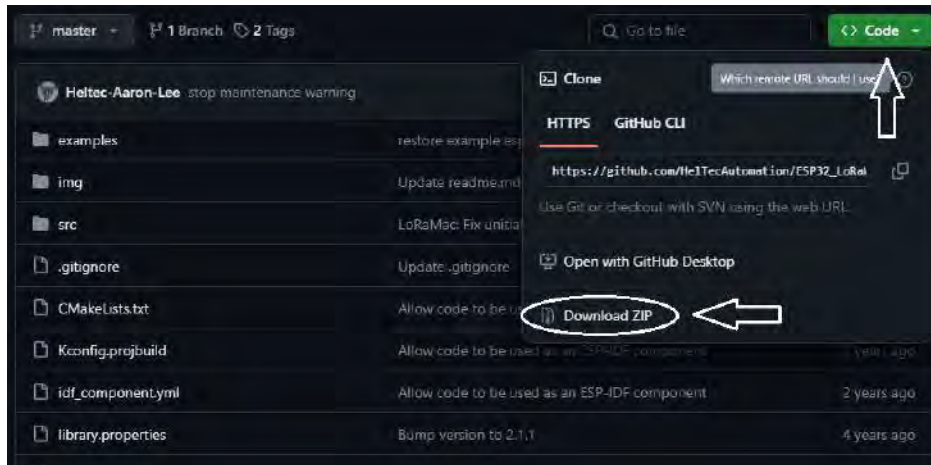 master 1 Branch 2 Tags Go to file <> Code
Heltec-Aaron-Lee stop maintenance warning
Clone Which remote URL should I use?
HTTPS GitHub CLI
https://github.com/HelTecAutomation/ESP32_LoRa
Use Git or checkout with SVN using the web URL.
Open with GitHub Desktop
Download ZIP
examples restore example
img Update readme.md
src LoRaMac: Fix
.gitignore Update .gitignore
CMakeLists.txt Allow code to be
Kconfig.projbuild Allow code to be used as an ESP-IDF component years ago
idf_component.yml Allow code to be used as an ESP-IDF component 2 years ago
library.properties Bump version to 2.1.1 4 years ago